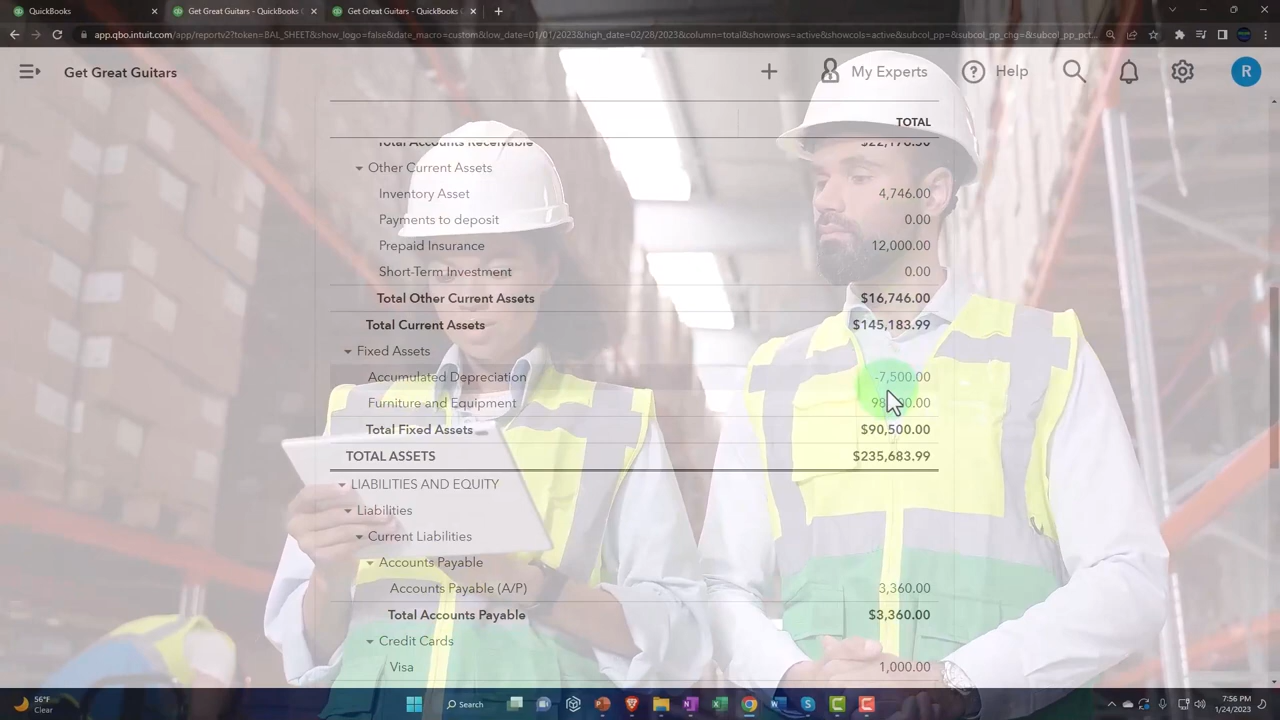 QuickBooks
Get Great Guitars - QuickBooks C
Get Great Guitars - QuickBooks C
app.qbo.intuit.com/app/reportv2?token=BAL_SHEET&show_logo=false&date_macro=custom&low_date=01/01/2023&high_date=02/28/2023&column=total&showrows=active&showcols=active&subcol_pp=&subcol_pp_chg=&subcol_pp_pct...
Get Great Guitars
My Experts
Help
R
TOTAL
Total Accounts Receivable $22,170.50
Other Current Assets
Inventory Asset 4,746.00
Payments to deposit 0.00
Prepaid Insurance 12,000.00
Short-Term Investment 0.00
Total Other Current Assets $16,746.00
Total Current Assets $145,183.99
Fixed Assets
Accumulated Depreciation -7,500.00
Furniture and Equipment
Total Fixed Assets $90,500.00
TOTAL ASSETS $235,683.99
LIABILITIES AND EQUITY
Liabilities
Current Liabilities
Accounts Payable
Accounts Payable (A/P) 3,360.00
Total Accounts Payable $3,360.00
Credit Cards
Visa 1,000.00
56°F
Clear
Search
7:56 PM
1/24/2023